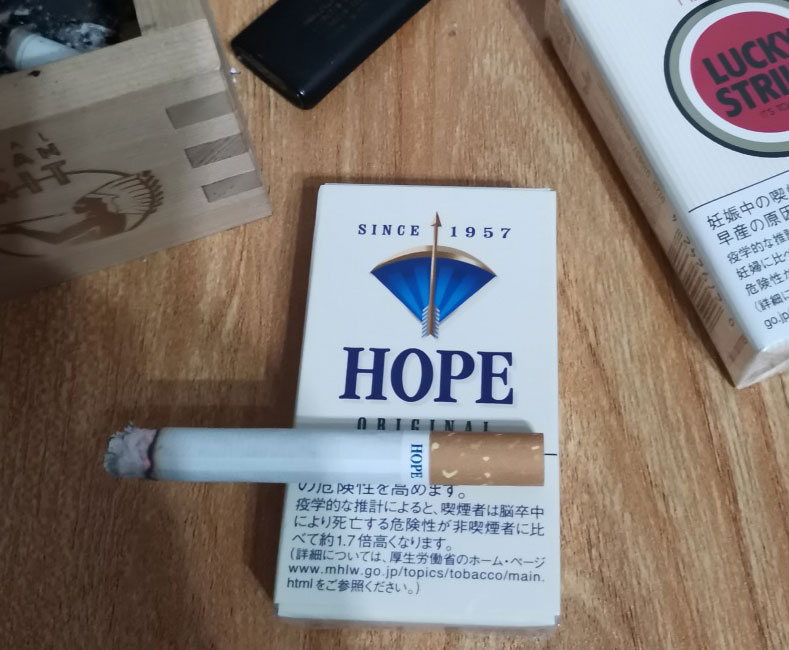 SINCE 1957
HOPE
ORIGINAL
HOPE
の危険性を高めます。
疫学的な推計によると、喫煙者は脳卒中
により死亡する危険性が非喫煙者に比
べて約1.7倍高くなります。
(詳細については、厚生労働省のホーム・ページ
www.mhlw.go.jp/topics/tobacco/main.
htmlをご参照ください。)
LUCKY
STRI
IT'S TO
妊娠中の喫
早産の原因
疫学的な推計
妊婦に比べ
危険性が
(詳細に
go.jp
AN
RIT